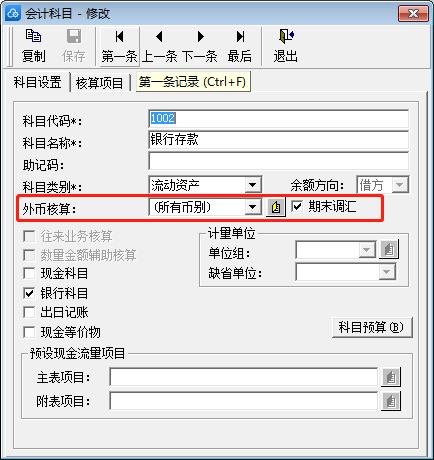 会计科目 - 修改
复制 保存 第一条 上一条 下一条 最后 退出
科目设置 核算项目 第一条记录 (Ctrl+F)
科目代码*: 1002
科目名称*: 银行存款
助记码:
科目类别*: 流动资产 余额方向: 借方
外币核算: (所有币别) 期末调汇
往来业务核算
数量金额辅助核算
现金科目
银行科目
出日记账
现金等价物
计量单位
单位组:
缺省单位:
科目预算(B)
预设现金流量项目
主表项目:
附表项目: